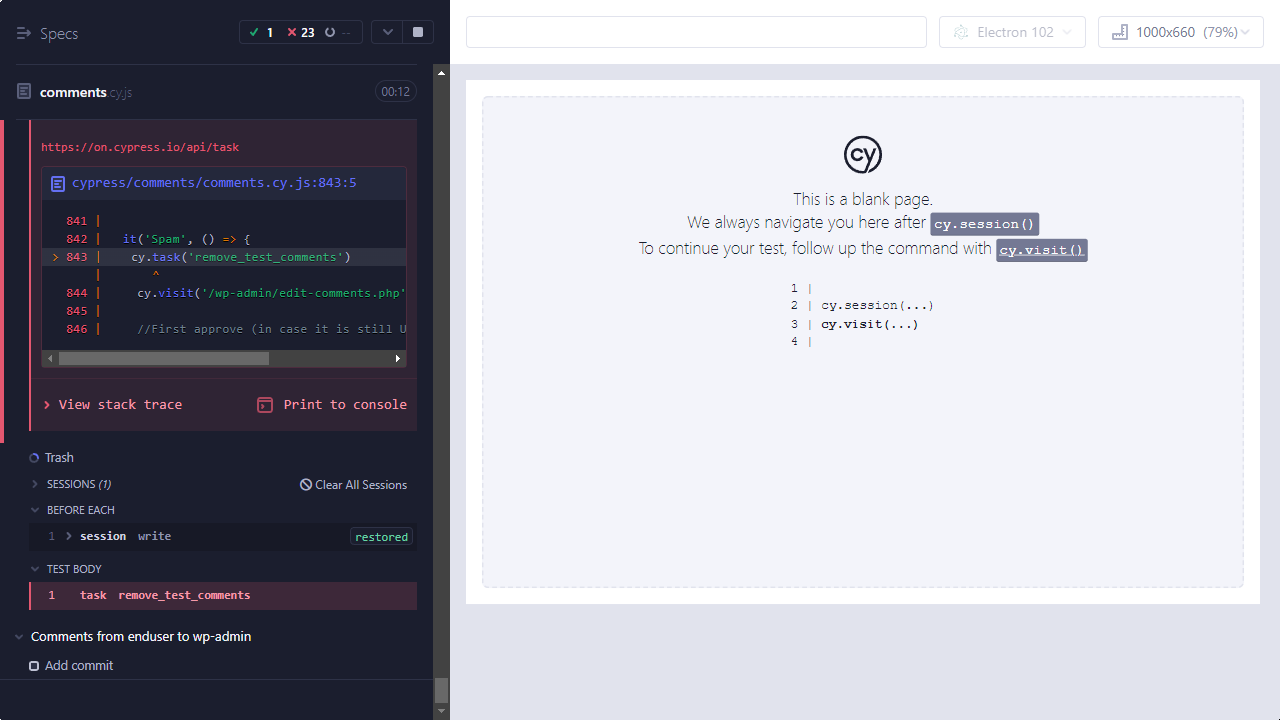 Specs
1 23 --
comments.cy.js
00:12
https://on.cypress.io/api/task
cypress/comments/comments.cy.js:843:5
841 |
842 | it('Spam', () => {
> 843 | cy.task('remove_test_comments')
| ^
844 | cy.visit('/wp-admin/edit-comments.php'
845 |
846 | //First approve (in case it is still U
View stack trace
Print to console
Trash
SESSIONS (1)
Clear All Sessions
BEFORE EACH
1 session write restored
TEST BODY
1 task remove_test_comments
Comments from enduser to wp-admin
Add commit
Electron 102
1000x660 (79%)
cy
This is a blank page.
We always navigate you here after cy.session()
To continue your test, follow up the command with cy.visit()
1 |
2 | cy.session(...)
3 | cy.visit(...)
4 |